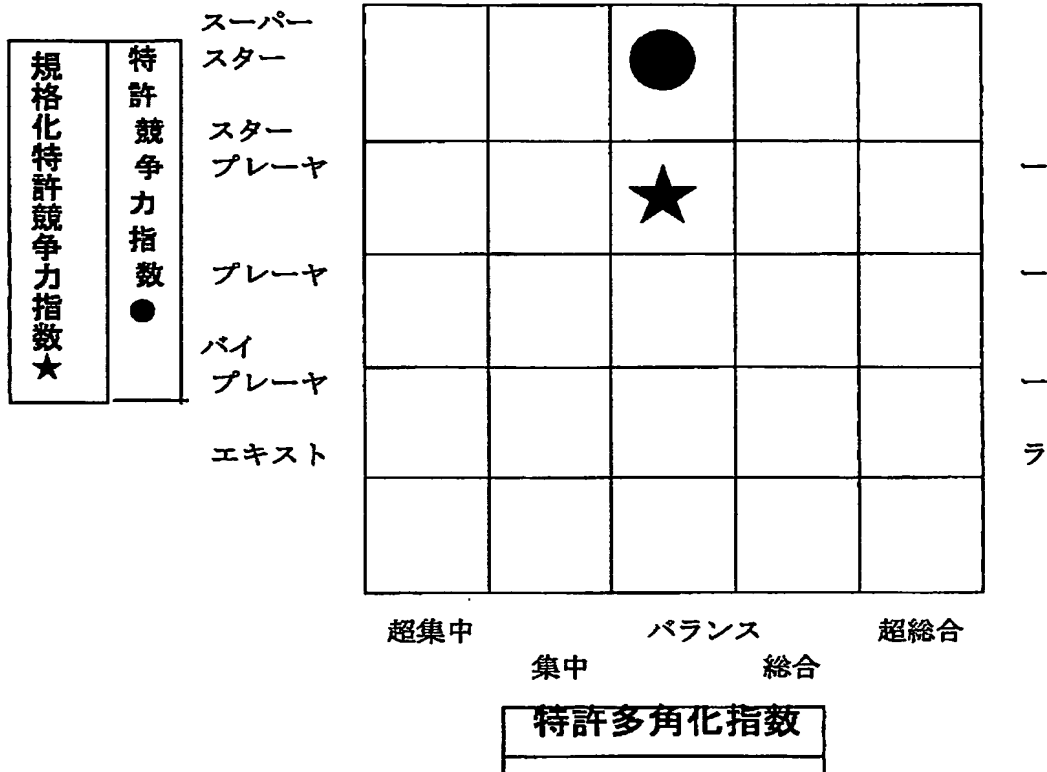 規格化特許競争力指数★
特許競争力指数●
スーパー
スター
スター
プレーヤ
ー
プレーヤ
ー
バイ
プレーヤ
ー
エキスト
ラ
超集中
バランス
超総合
集中
総合
特許多角化指数